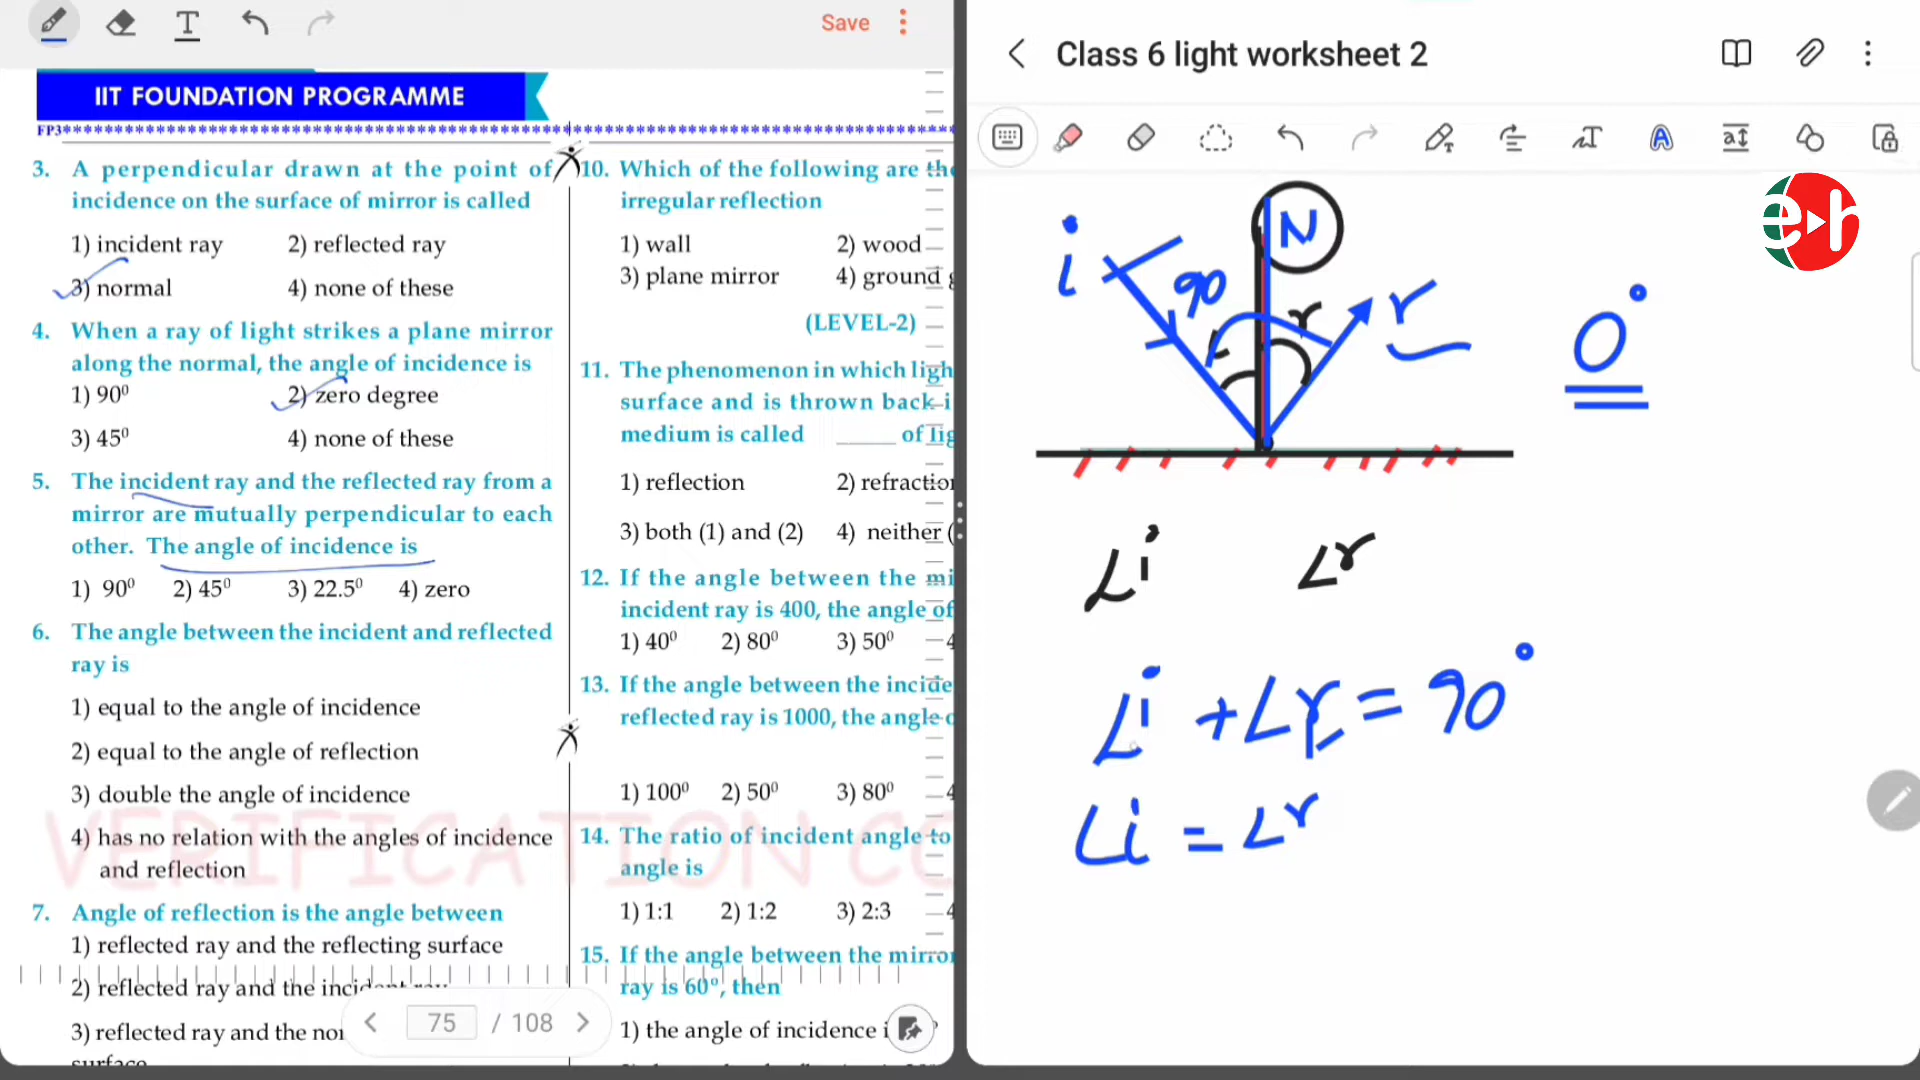 Save
IIT FOUNDATION PROGRAMME
FP3
3. A perpendicular drawn at the point of
incidence on the surface of mirror is called
1) incident ray 2) reflected ray
3) normal 4) none of these
4. When a ray of light strikes a plane mirror
along the normal, the angle of incidence is
1) 90⁰ 2) zero degree
3) 45⁰ 4) none of these
5. The incident ray and the reflected ray from a
mirror are mutually perpendicular to each
other. The angle of incidence is
1) 90⁰ 2) 45⁰ 3) 22.5⁰ 4) zero
6. The angle between the incident and reflected
ray is
1) equal to the angle of incidence
2) equal to the angle of reflection
3) double the angle of incidence
4) has no relation with the angles of incidence
and reflection
7. Angle of reflection is the angle between
1) reflected ray and the reflecting surface
2) reflected ray and the
3) reflected ray and the
75 / 108
10. Which of the following are the
irregular reflection
1) wall 2) wood
3) plane mirror 4) ground
(LEVEL-2)
11. The phenomenon in which
surface and is thrown back
medium is called ______ of
1) reflection 2)
3) both (1) and (2) 4) neither (
12. If the angle between the
incident ray is 400, the angle of
1) 40⁰ 2) 80⁰ 3) 50⁰ 4
13. If the angle between the
reflected ray is 1000, the angle
1) 100⁰ 2) 50⁰ 3) 80⁰ 4
14. The ratio of incident angle to
angle is
1) 1:1 2) 1:2 3) 2:3 4
15. If the angle between the
ray is 60⁰, then
1) the angle of incidence
VERIFICATION CO
Class 6 light worksheet 2
e h
i N
90 r r
0°
∠i ∠r
∠i + ∠r = 90°
∠i = ∠r